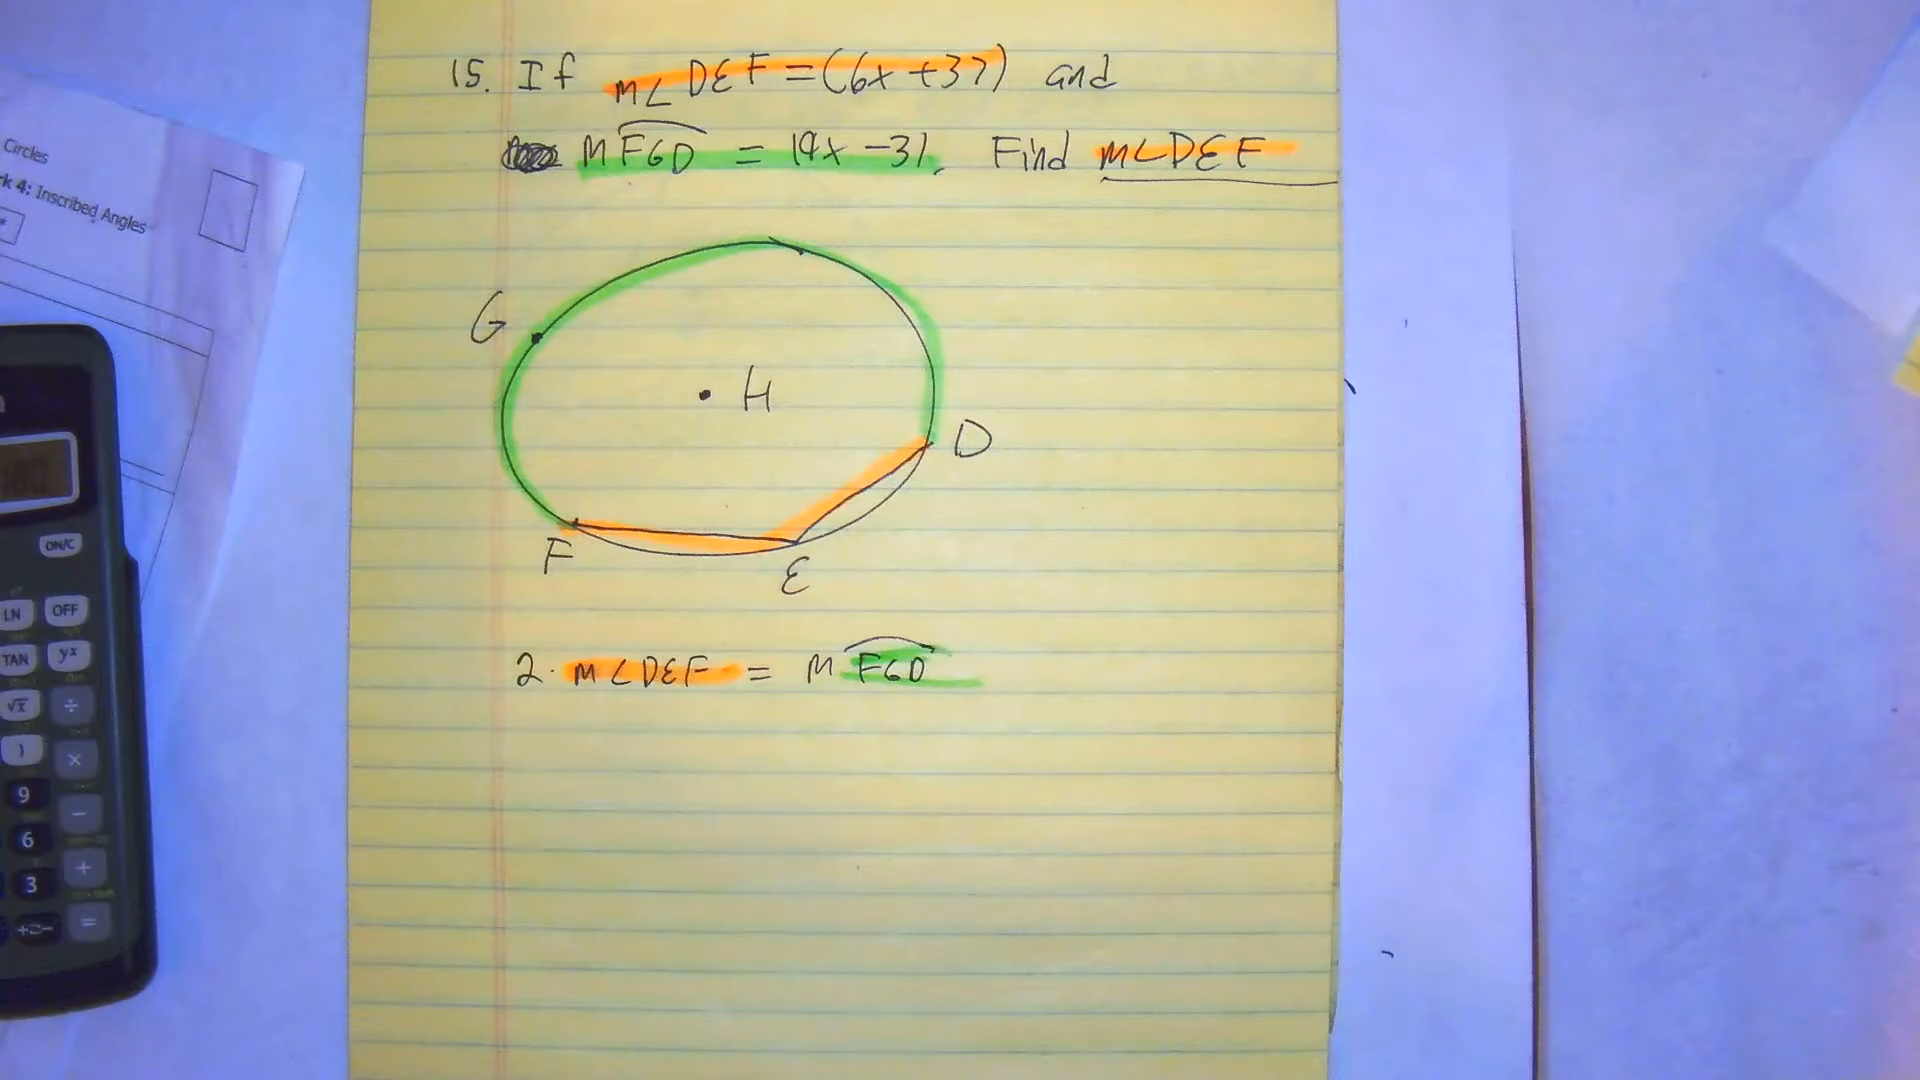 15. If m∠DEF = (6x + 37) and
mFGD = 19x - 31. Find m∠DEF
G
H
D
F
E
2. m∠DEF = mFGD
Circles
rk 4: Inscribed Angles
ON/C
LN OFF
TAN yx
√x ÷
) ×
9 −
6 +
3 =